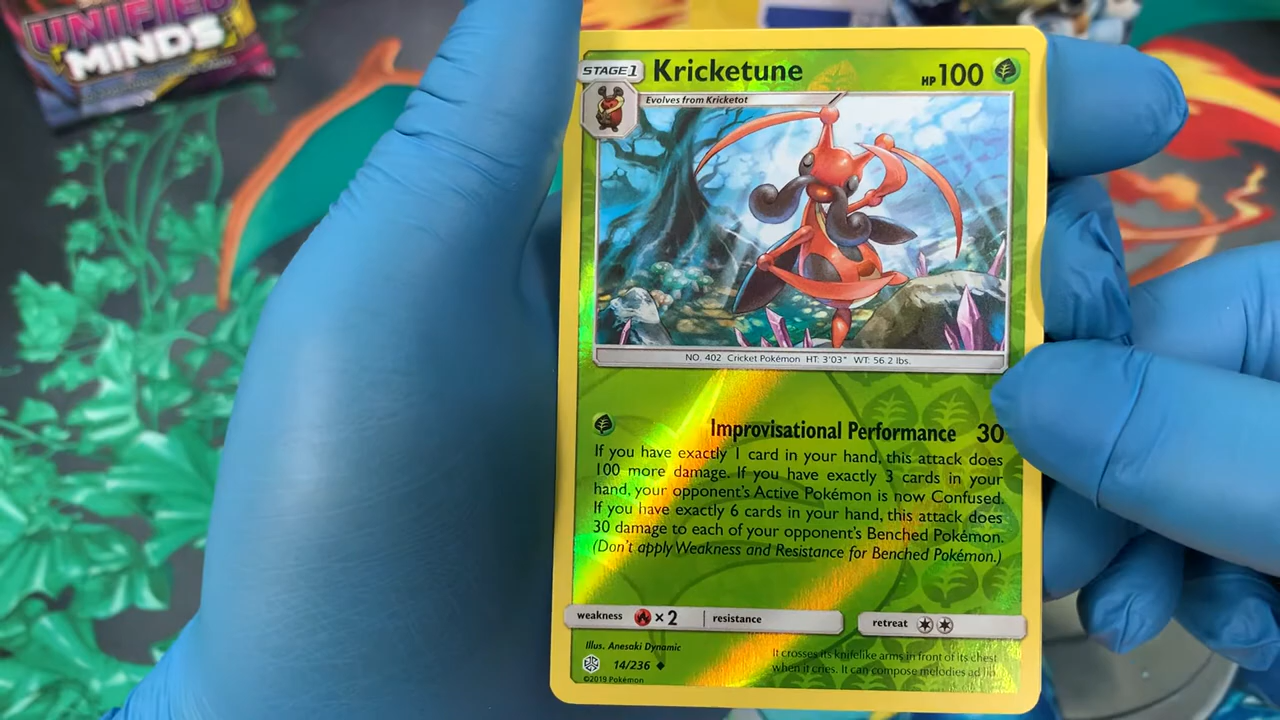 UNIFIED
MINDS
STAGE 1
Kricketune
HP 100
Evolves from Kricketot
NO. 402 Cricket Pokémon HT: 3'03" WT: 56.2 lbs.
Improvisational Performance 30
If you have exactly 1 card in your hand, this attack does
100 more damage. If you have exactly 3 cards in your
hand, your opponent's Active Pokémon is now Confused.
If you have exactly 6 cards in your hand, this attack does
30 damage to each of your opponent's Benched Pokémon.
(Don't apply Weakness and Resistance for Benched Pokémon.)
weakness ×2 resistance
retreat
Illus. Anesaki Dynamic
14/236
©2019 Pokémon
It crosses its knifelike arms in front of its chest
when it cries. It can compose melodies ad lib.